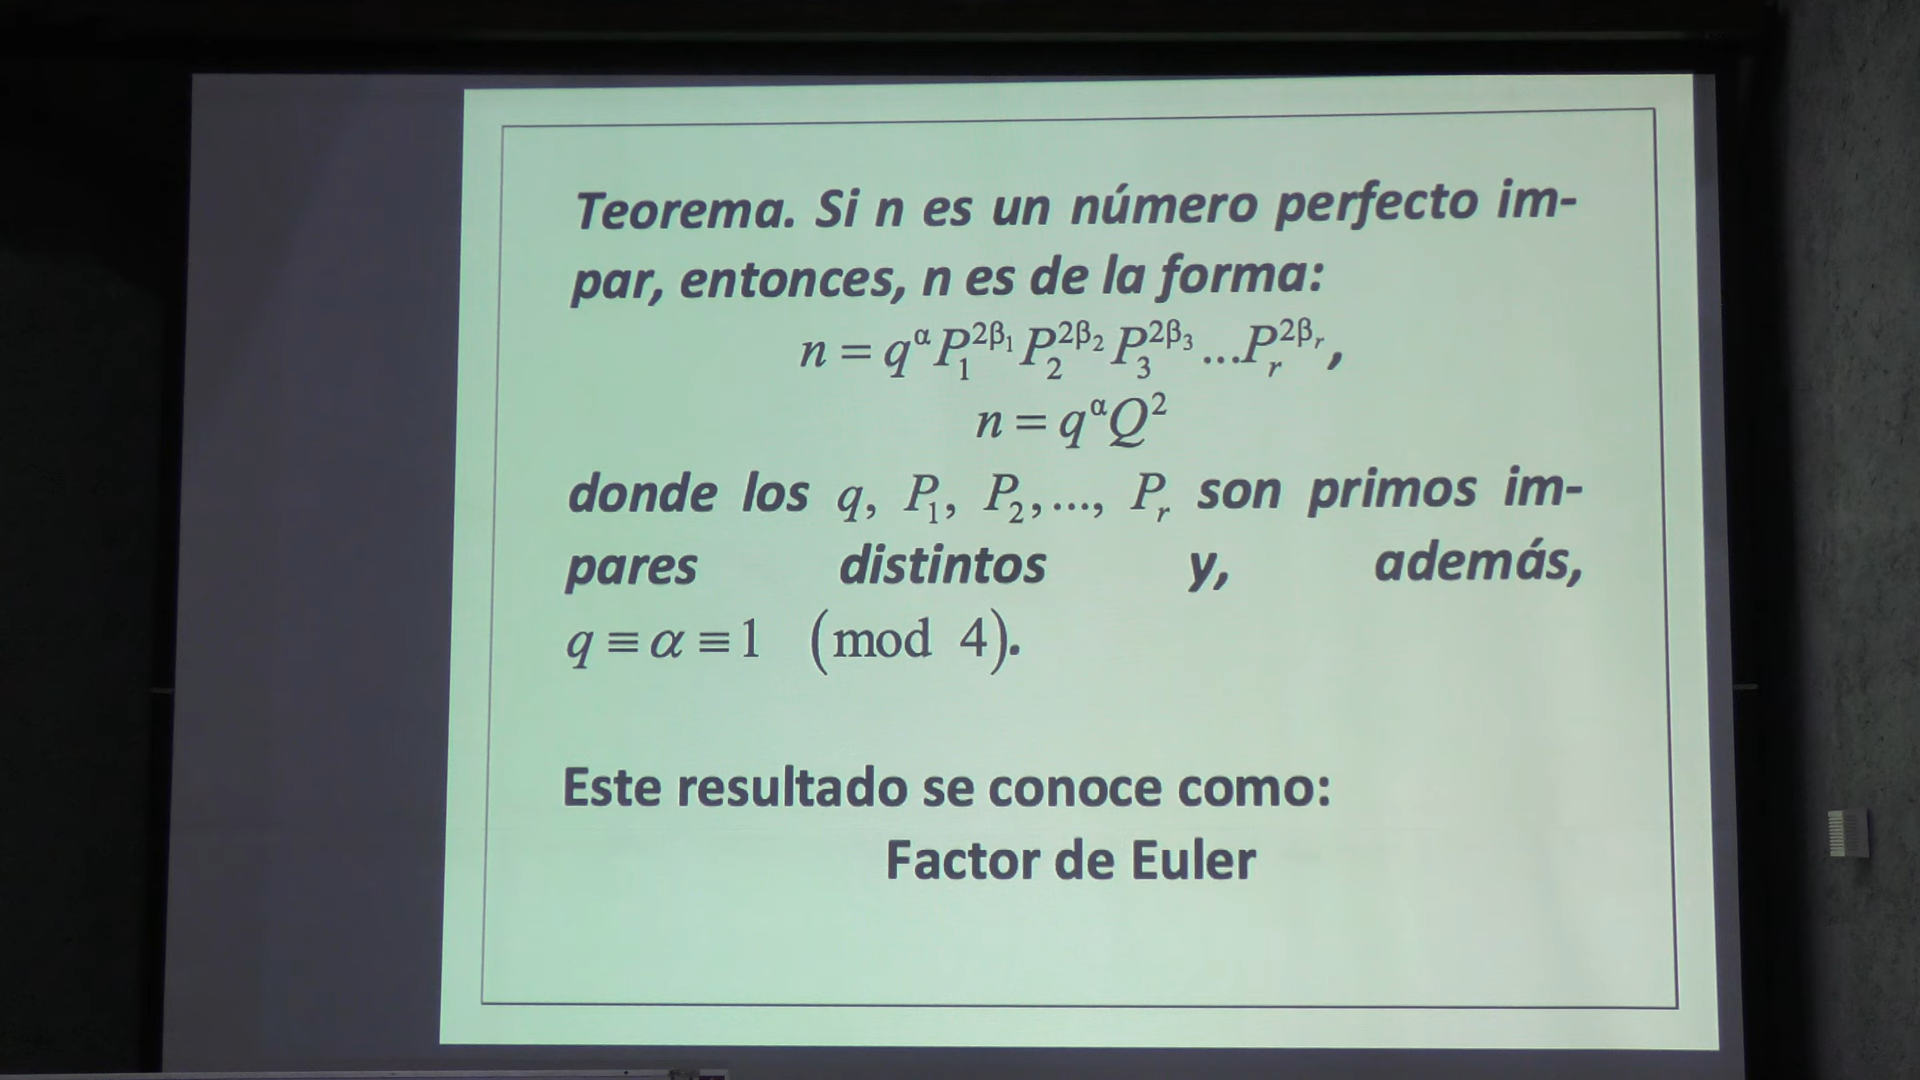 Teorema. Si n es un número perfecto im-
par, entonces, n es de la forma:
n = q^α P_1^{2β_1} P_2^{2β_2} P_3^{2β_3} ... P_r^{2β_r},
n = q^α Q^2
donde los q, P_1, P_2, ..., P_r son primos im-
pares distintos y, además,
q ≡ α ≡ 1 (mod 4).
Este resultado se conoce como:
Factor de Euler